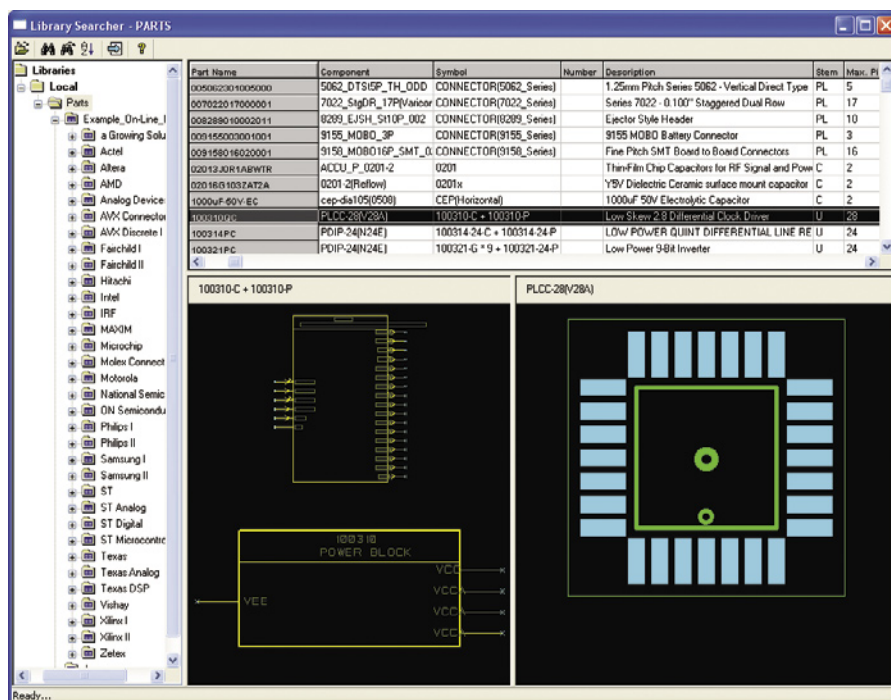 Library Searcher - PARTS
Libraries
Local
Parts
Example_On-Line_
a Growing Solu
Actel
Altera
AMD
Analog Device
AVX Connector
AVX Discrete I
Fairchild I
Fairchild II
Hitachi
Intel
IRF
MAXIM
Microchip
Molex Connect
Motorola
National Semic
ON Semicondu
Philips I
Philips II
Samsung I
Samsung II
ST
ST Analog
ST Digital
ST Microcontrc
Texas
Texas Analog
Texas DSP
Vishay
Xilinx I
Xilinx II
Zetex
Part Name Component Symbol Number Description Stem Max. Pi
005062301005000 5062_DTSt5P_TH_ODD CONNECTOR(5062_Series) 1.25mm Pitch Series 5062 - Vertical Direct Type PL 5
007022017000001 7022_StgDR_17P(Varicor CONNECTOR(7022_Series) Series 7022 - 0.100" Staggered Dual Row PL 17
008289010002011 8289_EJSH_St10P_002 CONNECTOR(8289_Series) Ejector Style Header PL 10
009155003001001 9155_MOBO_3P CONNECTOR(9155_Series) 9155 MOBO Battery Connector PL 3
009158016020001 9158_MOBO16P_SMT_0 CONNECTOR(9158_Series) Fine Pitch SMT Board to Board Connectors PL 16
02013J0R1ABWTR ACCU_P_0201-2 0201 Thin-Film Chip Capacitors for RF Signal and Pow C 2
02016G103ZAT2A 0201-2(Reflow) 0201x Y5V Dielectric Ceramic surface mount capacitor C 2
1000uF-50V-EC cep-dia105(0508) CEP(Horizontal) 1000uF 50V Electrolytic Capacitor C 2
100310QC PLCC-28(V28A) 100310-C + 100310-P Low Skew 2:8 Differential Clock Driver U 28
100314PC PDIP-24(N24E) 100314-24-C + 100314-24-P LOW POWER QUINT DIFFERENTIAL LINE RE U 24
100321PC PDIP-24(N24E) 100321-G * 9 + 100321-24-P Low Power 9-Bit Inverter U 24
100310-C + 100310-P
PLCC-28(V28A)
100310
POWER BLOCK
VEE
VCC
VCCA
VCCA
VCCA
Ready...